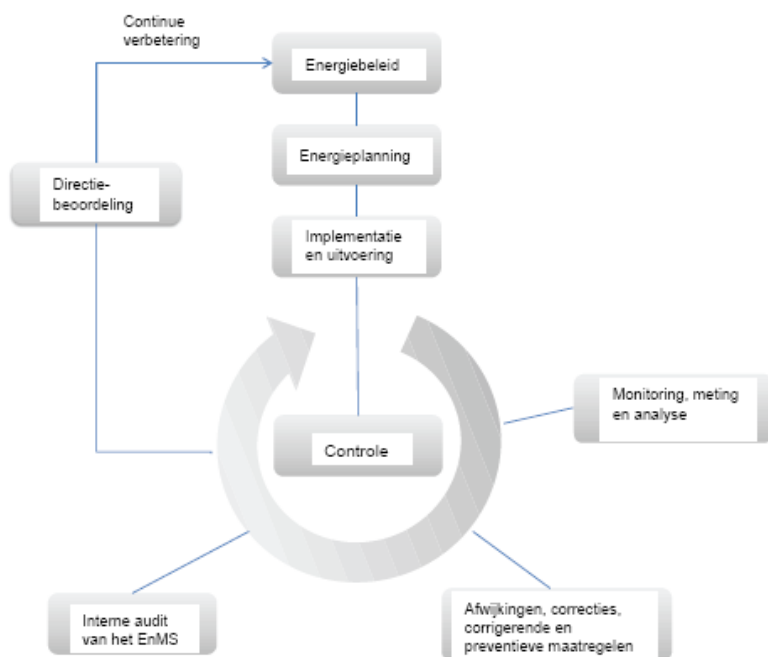 Continue
verbetering
Energiebeleid
Energieplanning
Directie-
beoordeling
Implementatie
en uitvoering
Monitoring, meting
en analyse
Controle
Interne audit
van het EnMS
Afwijkingen, correcties,
corrigerende en
preventieve maatregelen